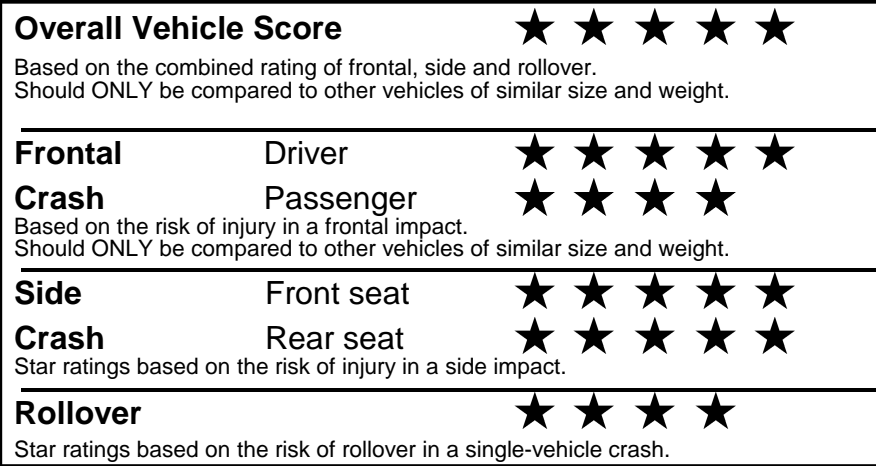 Overall Vehicle Score ★ ★ ★ ★ ★
Based on the combined rating of frontal, side and rollover.
Should ONLY be compared to other vehicles of similar size and weight.
Frontal Driver ★ ★ ★ ★ ★
Crash Passenger ★ ★ ★ ★
Based on the risk of injury in a frontal impact.
Should ONLY be compared to other vehicles of similar size and weight.
Side Front seat ★ ★ ★ ★ ★
Crash Rear seat ★ ★ ★ ★ ★
Star ratings based on the risk of injury in a side impact.
Rollover ★ ★ ★ ★
Star ratings based on the risk of rollover in a single-vehicle crash.